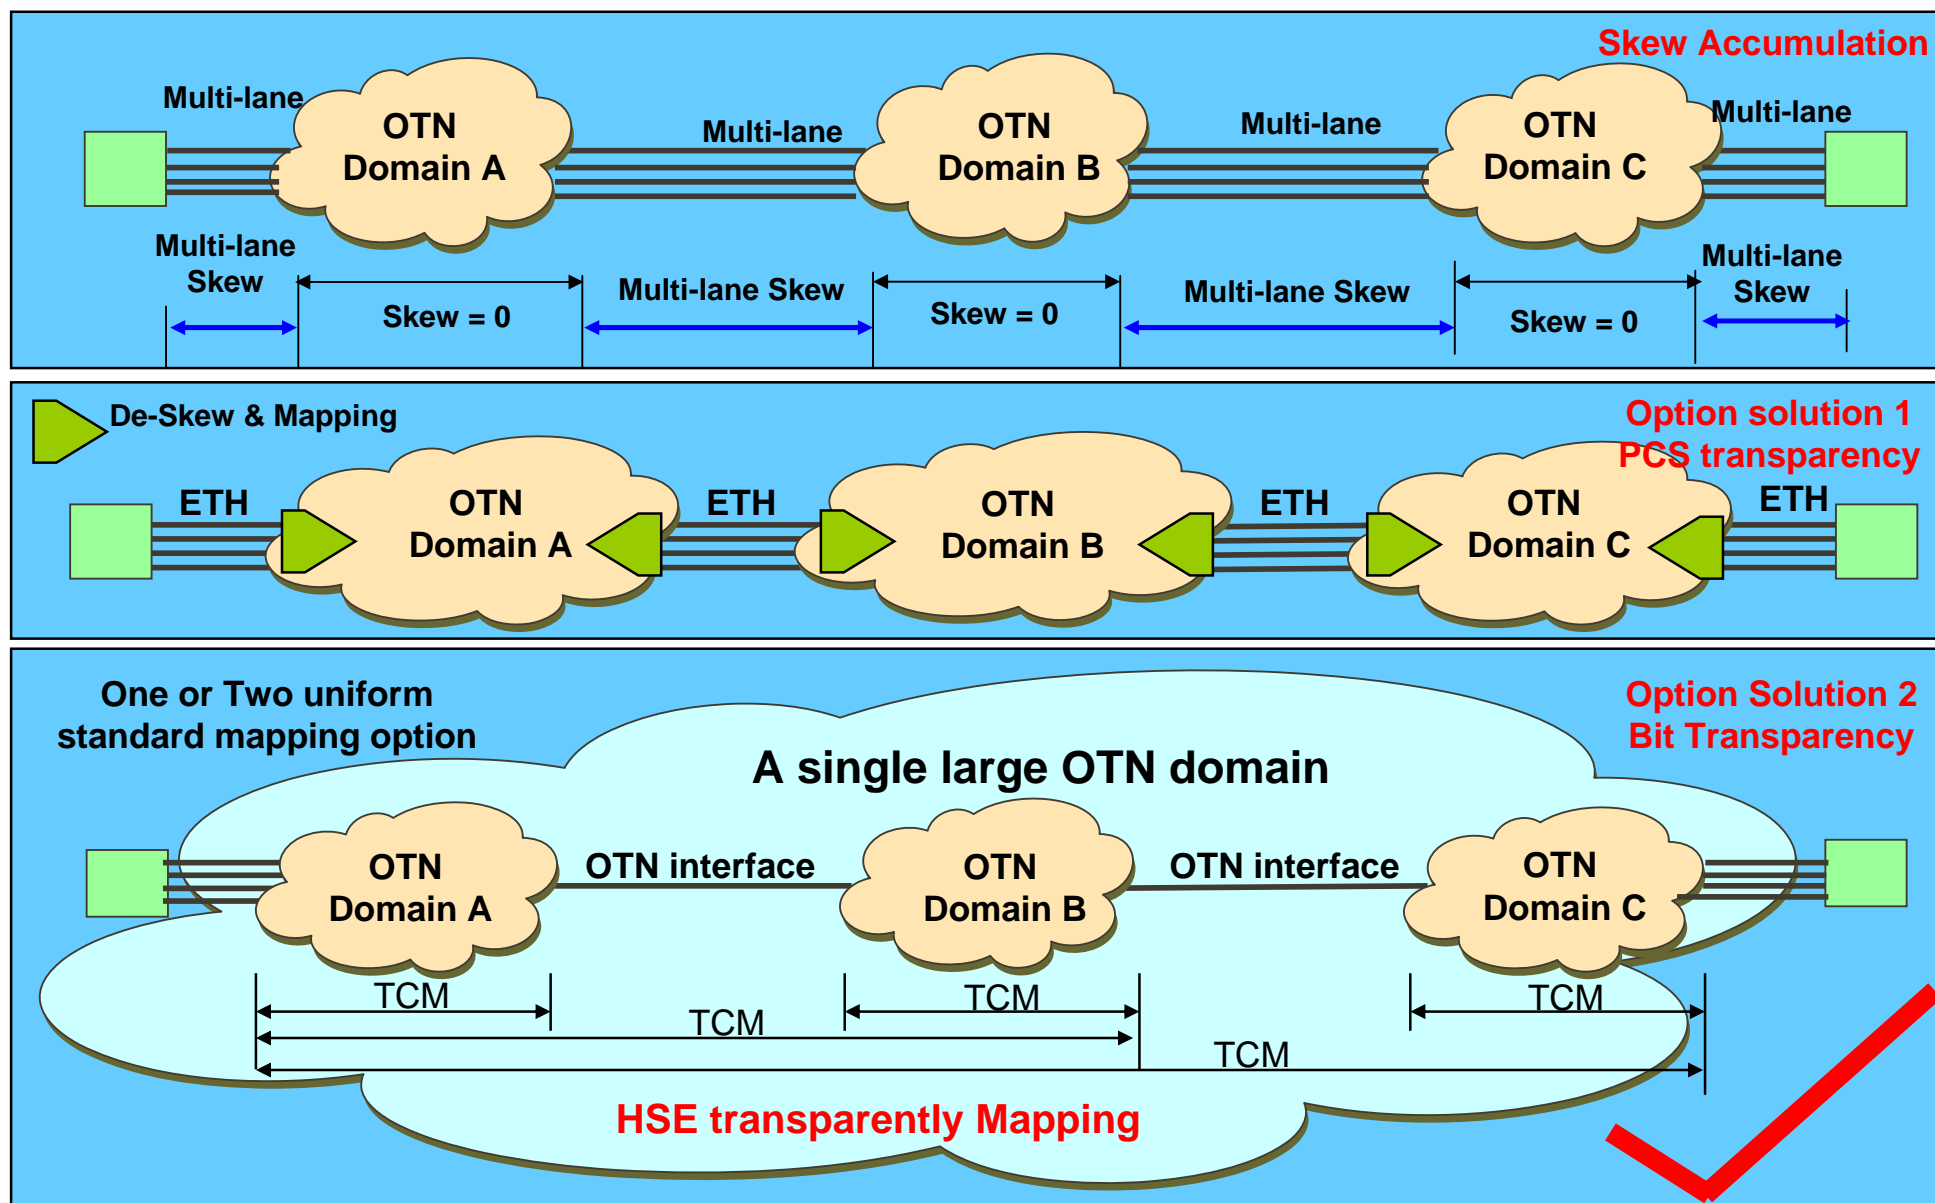 Skew Accumulation
Multi-lane
OTN
Domain A
Multi-lane
OTN
Domain B
Multi-lane
OTN
Domain C
Multi-lane
Multi-lane
Skew
Skew = 0
Multi-lane Skew
Skew = 0
Multi-lane Skew
Skew = 0
Multi-lane
Skew
De-Skew & Mapping
Option solution 1
PCS transparency
ETH
OTN
Domain A
ETH
OTN
Domain B
ETH
OTN
Domain C
ETH
One or Two uniform
standard mapping option
Option Solution 2
Bit Transparency
A single large OTN domain
OTN
Domain A
OTN interface
OTN
Domain B
OTN interface
OTN
Domain C
TCM
TCM
TCM
TCM
TCM
HSE transparently Mapping